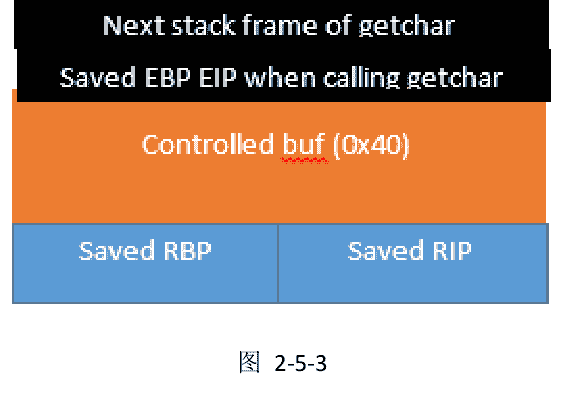 Next stack frame of getchar
Saved EBP EIP when calling getchar
Controlled buf (0x40)
Saved RBP
Saved RIP
图 2-5-3